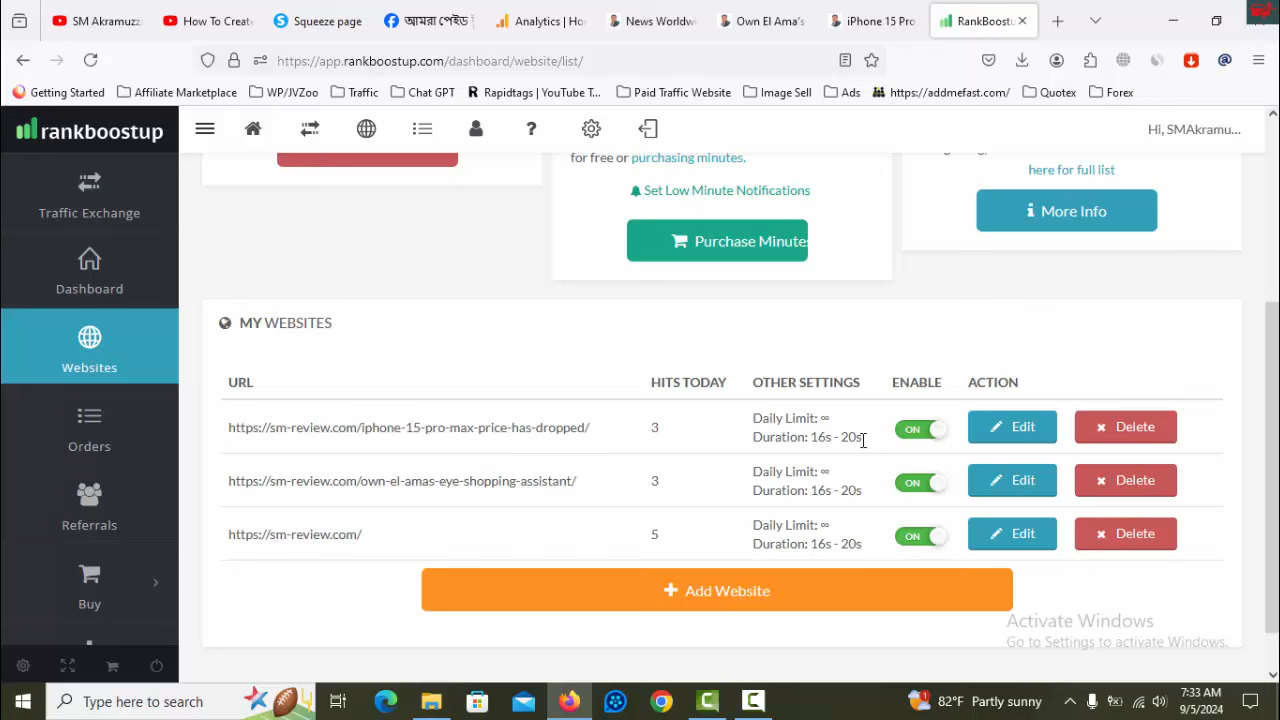 SM Akramuzz
How To Create
Squeeze page
আমরা পেইড
Analytics | Ho
News Worldw
Own El Ama's
iPhone 15 Pro
RankBoostu
https://app.rankboostup.com/dashboard/website/list/
Getting Started
Affiliate Marketplace
WP/JVZoo
Traffic
Chat GPT
Rapidtags | YouTube T...
Paid Traffic Website
Image Sell
Ads
https://addmefast.com/
Quotex
Forex
rankboostup
Hi, SMAkramu...
for free or purchasing minutes.
Set Low Minute Notifications
Purchase Minutes
here for full list
More Info
Traffic Exchange
Dashboard
Websites
Orders
Referrals
Buy
MY WEBSITES
URL HITS TODAY OTHER SETTINGS ENABLE ACTION
https://sm-review.com/iphone-15-pro-max-price-has-dropped/ 3 Daily Limit: ∞
Duration: 16s - 20s ON Edit Delete
https://sm-review.com/own-el-amas-eye-shopping-assistant/ 3 Daily Limit: ∞
Duration: 16s - 20s ON Edit Delete
https://sm-review.com/ 5 Daily Limit: ∞
Duration: 16s - 20s ON Edit Delete
Add Website
Activate Windows
Go to Settings to activate Windows.
Type here to search
82°F Partly sunny
7:33 AM
9/5/2024